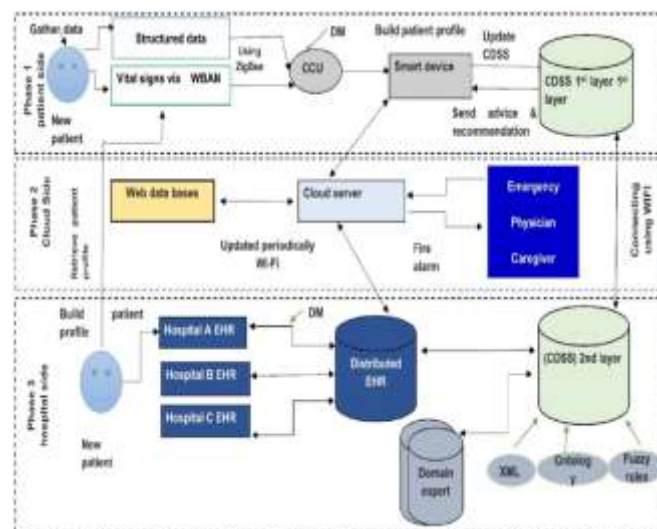 Phase 1
patient side
Gather data
New
patient
Structured data
Vital signs via WBAN
Using
ZigBee
DM
CCU
Build patient profile
Smart device
Update
CDSS
Send advice &
recommendation
CDSS 1st layer 1st
layer
Phase 2
Cloud Side
Retrieve patient
profile
Web data bases
Cloud server
Emergency
Physician
Caregiver
Updated periodically
Wi-Fi
Fire
alarm
Connecting
using WIFI
Phase 3
hospital side
Build patient
profile
New
patient
Hospital A EHR
Hospital B EHR
Hospital C EHR
DM
Distributed
EHR
Domain
expert
(CDSS) 2nd layer
XML
Ontolog
y
Fuzzy
rules